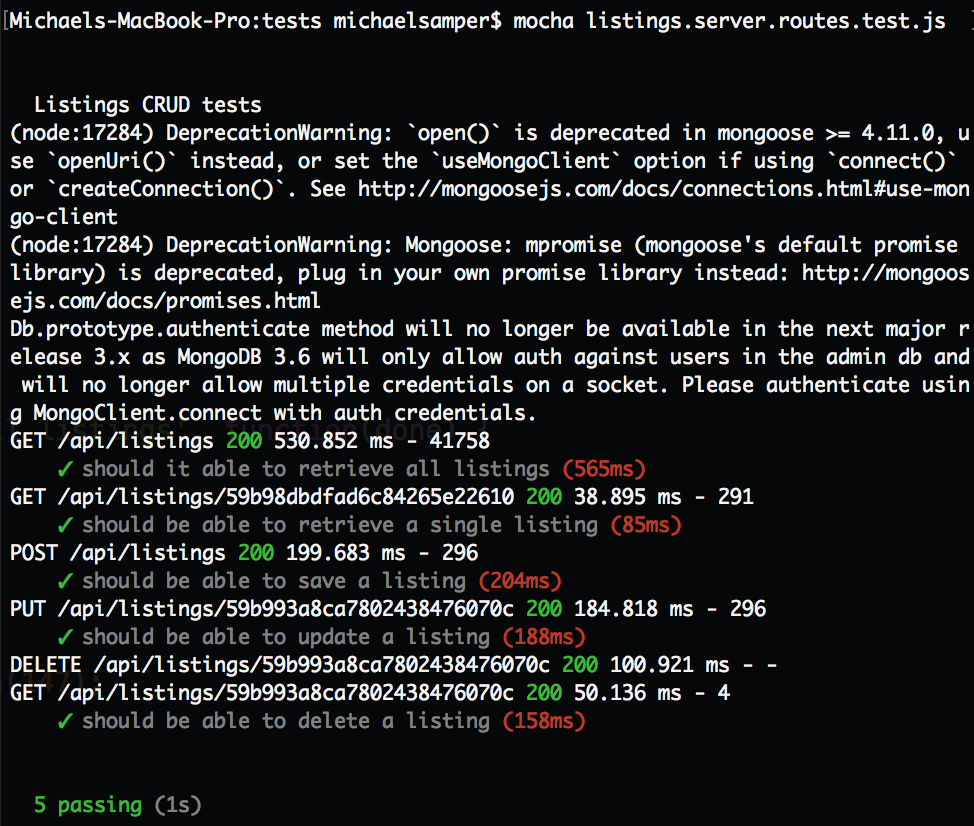 [Michaels-MacBook-Pro:tests michaelsamper$ mocha listings.server.routes.test.js ]
Listings CRUD tests
(node:17284) DeprecationWarning: `open()` is deprecated in mongoose >= 4.11.0, u
se `openUri()` instead, or set the `useMongoClient` option if using `connect()`
or `createConnection()`. See http://mongoosejs.com/docs/connections.html#use-mon
go-client
(node:17284) DeprecationWarning: Mongoose: mpromise (mongoose's default promise
library) is deprecated, plug in your own promise library instead: http://mongoos
ejs.com/docs/promises.html
Db.prototype.authenticate method will no longer be available in the next major r
elease 3.x as MongoDB 3.6 will only allow auth against users in the admin db and
will no longer allow multiple credentials on a socket. Please authenticate usin
g MongoClient.connect with auth credentials.
GET /api/listings 200 530.852 ms - 41758
✓ should it able to retrieve all listings (565ms)
GET /api/listings/59b98dbdfad6c84265e22610 200 38.895 ms - 291
✓ should be able to retrieve a single listing (85ms)
POST /api/listings 200 199.683 ms - 296
✓ should be able to save a listing (204ms)
PUT /api/listings/59b993a8ca7802438476070c 200 184.818 ms - 296
✓ should be able to update a listing (188ms)
DELETE /api/listings/59b993a8ca7802438476070c 200 100.921 ms - -
GET /api/listings/59b993a8ca7802438476070c 200 50.136 ms - 4
✓ should be able to delete a listing (158ms)
5 passing (1s)